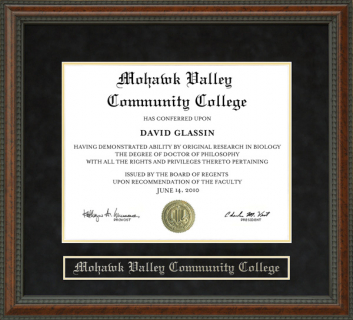 Mohawk Valley
Community College
HAS CONFERRED UPON
DAVID GLASSIN
HAVING DEMONSTRATED ABILITY BY ORIGINAL RESEARCH IN BIOLOGY
THE DEGREE OF DOCTOR OF PHILOSOPHY
WITH ALL THE RIGHTS AND PRIVILEGES THERETO PERTAINING
ISSUED BY THE BOARD OF REGENTS
UPON RECOMMENDATION OF THE FACULTY
JUNE 14, 2010
PROVOST
PRESIDENT
Mohawk Valley Community College